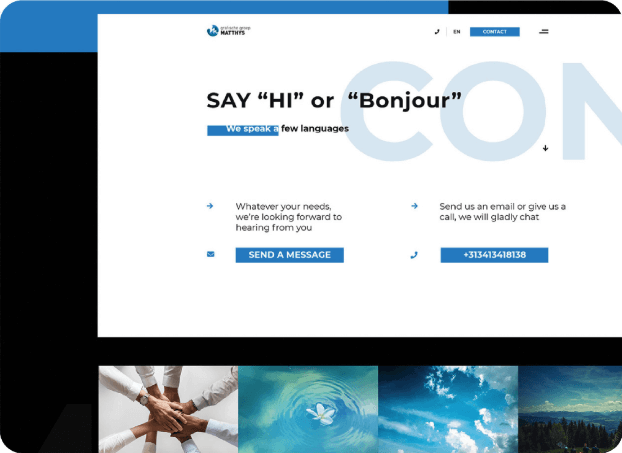 MATTHYS
EN
CONTACT
CON
SAY “HI” or “Bonjour”
We speak a few languages
Whatever your needs,
we’re looking forward to
hearing from you
Send us an email or give us a
call, we will gladly chat
SEND A MESSAGE
+313413418138